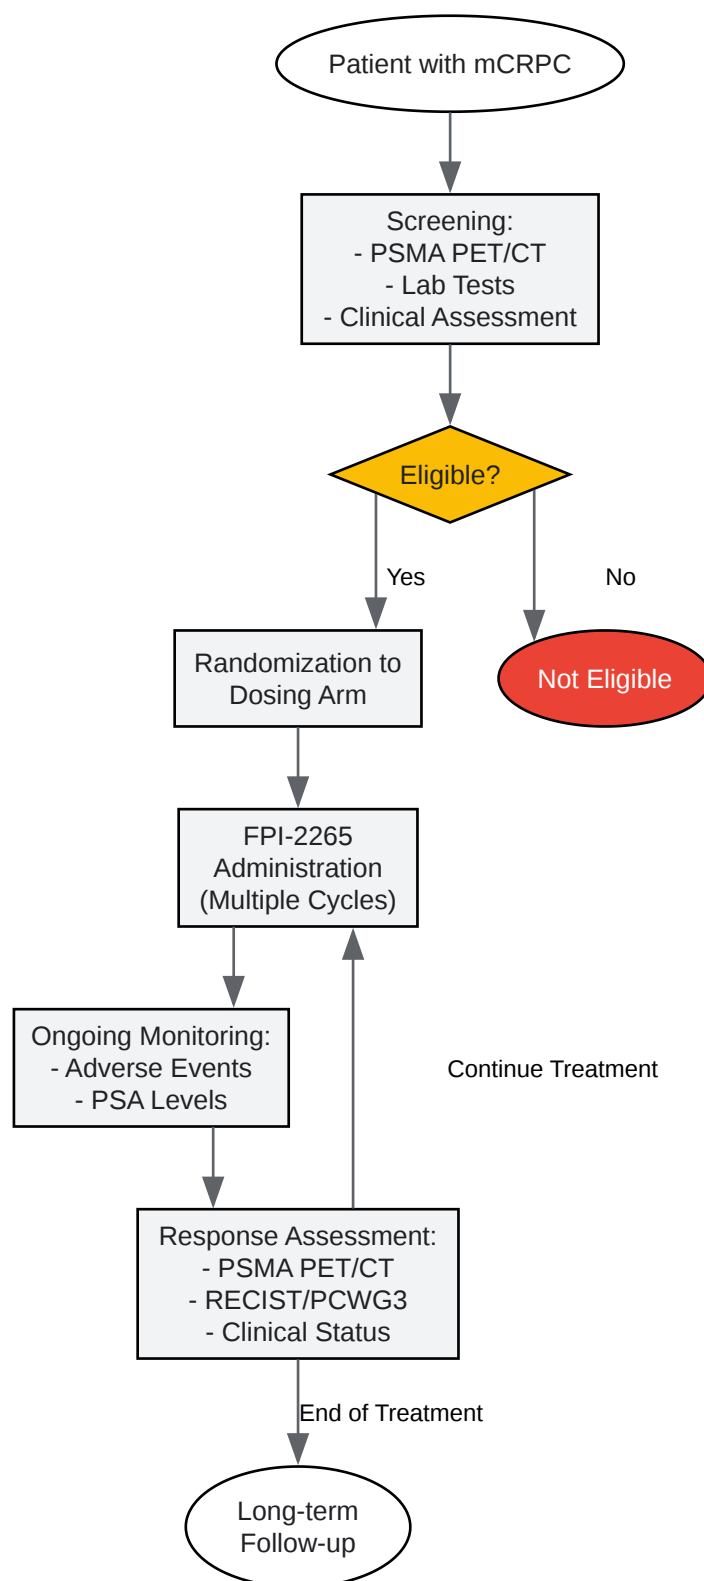 Patient with mCRPC
Screening:
- PSMA PET/CT
- Lab Tests
- Clinical Assessment
Eligible?
Yes
No
Randomization to
Dosing Arm
Not Eligible
FPI-2265
Administration
(Multiple Cycles)
Ongoing Monitoring:
- Adverse Events
- PSA Levels
Continue Treatment
Response Assessment:
- PSMA PET/CT
- RECIST/PCWG3
- Clinical Status
End of Treatment
Long-term
Follow-up